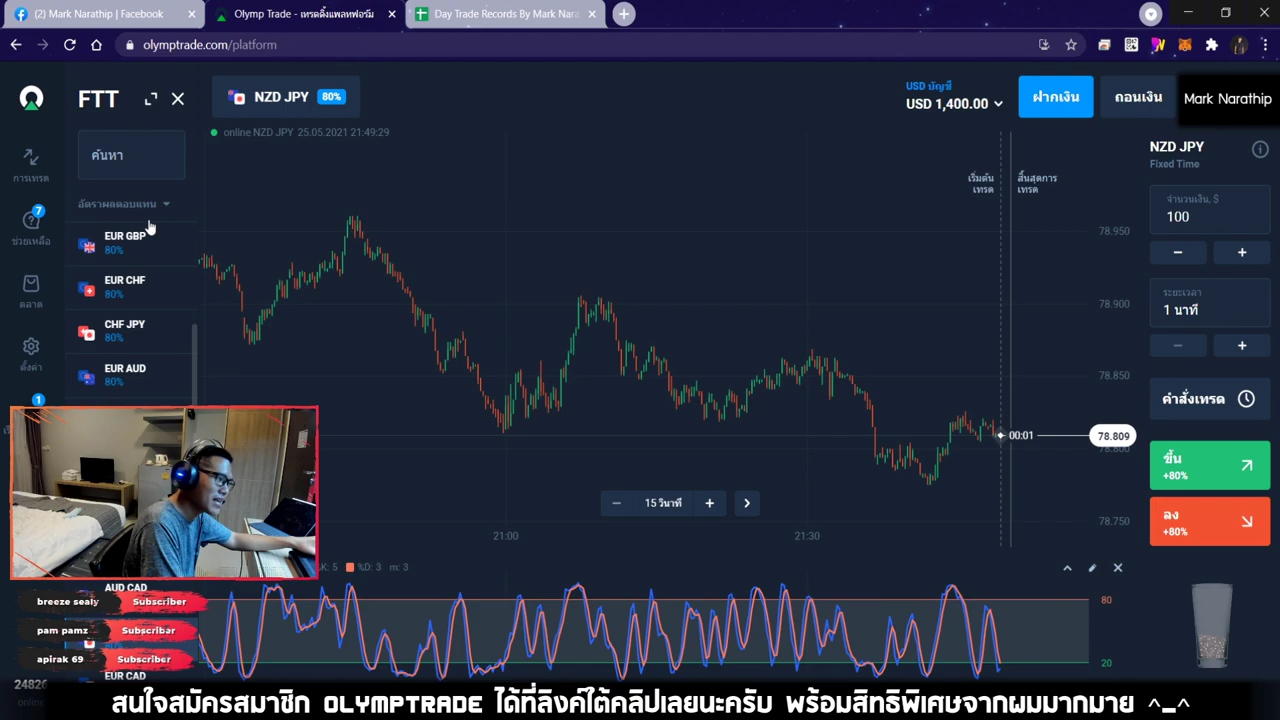 (2) Mark Narathip | Facebook
Olymp Trade - เทรดดิ้งแพลทฟอร์ม
Day Trade Records By Mark Nara
olymptrade.com/platform
FTT
NZD JPY 80%
USD บัญชี
USD 1,400.00
ฝากเงิน
ถอนเงิน
Mark Narathip
online NZD JPY 25.05.2021 21:49:29
ค้นหา
อัตราผลตอบแทน
การเทรด
7
ช่วยเหลือ
ตลาด
ตั้งค่า
1
EUR GBP
80%
EUR CHF
80%
CHF JPY
80%
EUR AUD
80%
AUD CAD
EUR CAD
เริ่มต้น
เทรด
สิ้นสุดการ
เทรด
78.950
78.900
78.850
78.800
78.750
00:01
78.809
15 วินาที
21:00
21:30
K: 5 %D: 3 m: 3
80
20
NZD JPY
Fixed Time
จำนวนเงิน, $
100
ระยะเวลา
1 นาที
คำสั่งเทรด
ขึ้น
+80%
ลง
+80%
breeze sealy Subscriber
pam pamz Subscriber
apirak 69 Subscriber
2482
online
สนใจสมัครสมาชิก OLYMPTRADE ได้ที่ลิงค์ใต้คลิปเลยนะครับ พร้อมสิทธิพิเศษจากผมมากมาย ^_^